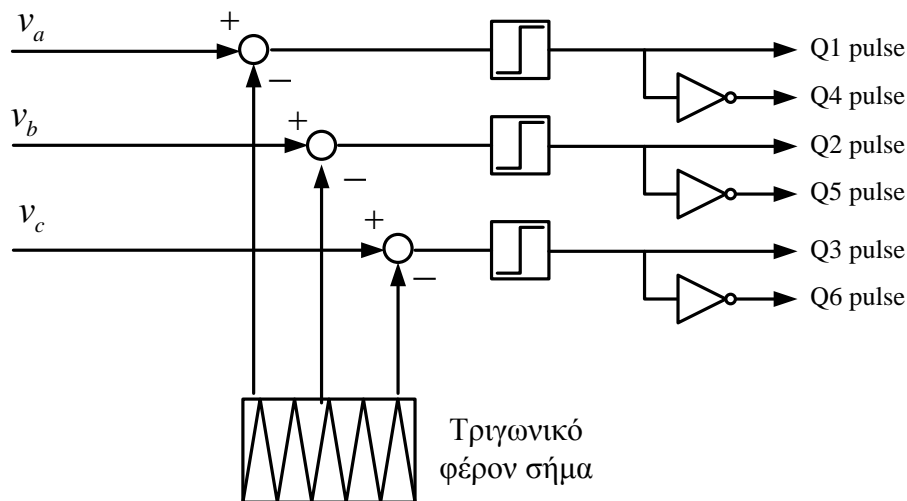 v_a
+
−
Q1 pulse
Q4 pulse
v_b
+
−
Q2 pulse
Q5 pulse
v_c
+
−
Q3 pulse
Q6 pulse
Τριγωνικό
φέρον σήμα